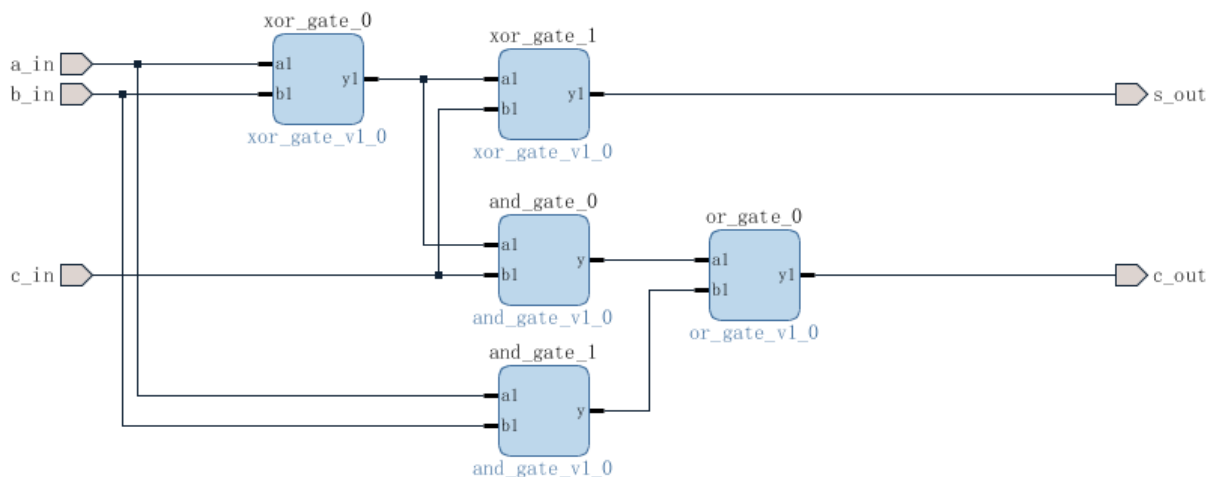 xor_gate_0
xor_gate_1
a_in
b_in
a1
b1
y1
xor_gate_v1_0
a1
b1
y1
xor_gate_v1_0
s_out
and_gate_0
a1
b1
y
and_gate_v1_0
or_gate_0
a1
b1
y1
or_gate_v1_0
c_in
c_out
and_gate_1
a1
b1
y
and_gate_v1_0